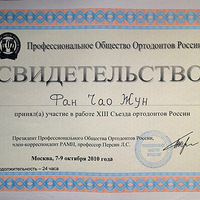 Профессиональное Общество Ортодонтов России
СВИДЕТЕЛЬСТВО
Фан Чао Жун
принял(а) участие в работе XIII Съезда ортодонтов России
Президент Профессионального Общества Ортодонтов России,
член-корреспондент РАМН, профессор Персин Л.С.
Москва, 7-9 октября 2010 года
должительность – 24 часа